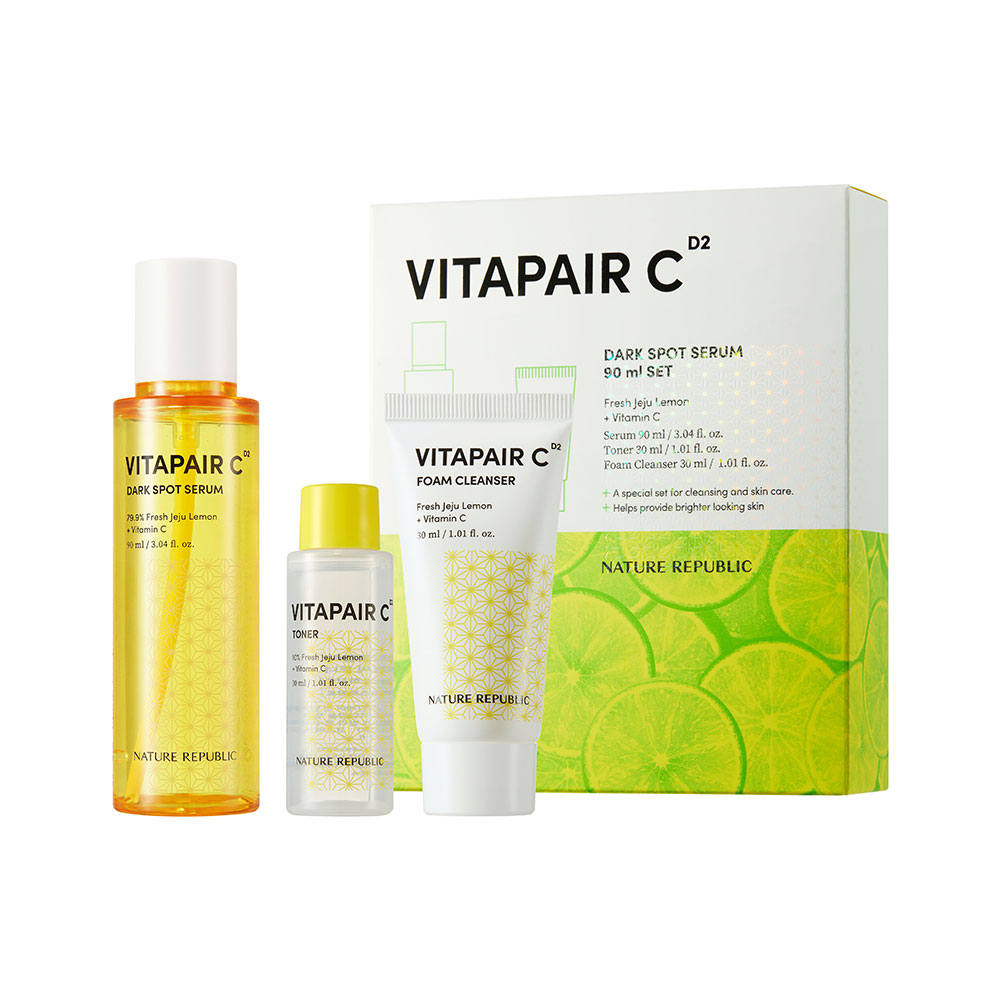 VITAPAIR C D2
DARK SPOT SERUM
90 ml SET
Fresh Jeju Lemon
+ Vitamin C
Serum 90 ml / 3.04 fl. oz.
Toner 30 ml / 1.01 fl. oz.
Foam Cleanser 30 ml / 1.01 fl. oz.
+ A special set for cleansing and skin care.
+ Helps provide brighter looking skin
NATURE REPUBLIC
VITAPAIR C D2
DARK SPOT SERUM
79.9% Fresh Jeju Lemon
+ Vitamin C
90 ml / 3.04 fl. oz.
NATURE REPUBLIC
VITAPAIR C D2
TONER
10% Fresh Jeju Lemon
+ Vitamin C
30 ml / 1.01 fl. oz.
NATURE REPUBLIC
VITAPAIR C D2
FOAM CLEANSER
Fresh Jeju Lemon
+ Vitamin C
30 ml / 1.01 fl. oz.
NATURE REPUBLIC